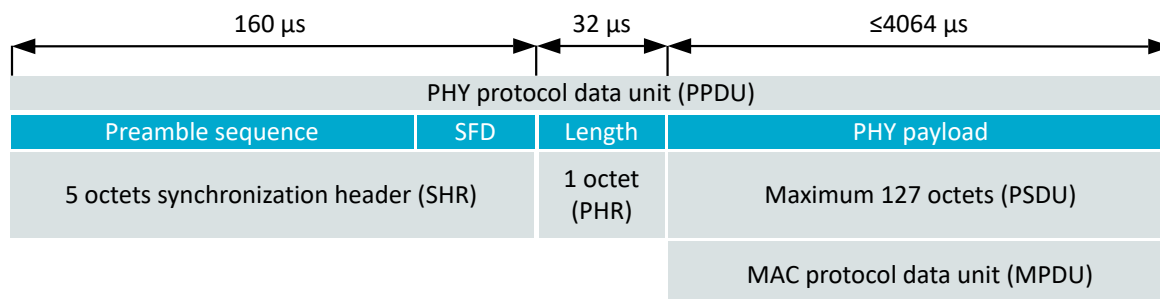 160 µs 32 µs ≤4064 µs
PHY protocol data unit (PPDU)
Preamble sequence SFD Length PHY payload
5 octets synchronization header (SHR)
1 octet
(PHR)
Maximum 127 octets (PSDU)
MAC protocol data unit (MPDU)